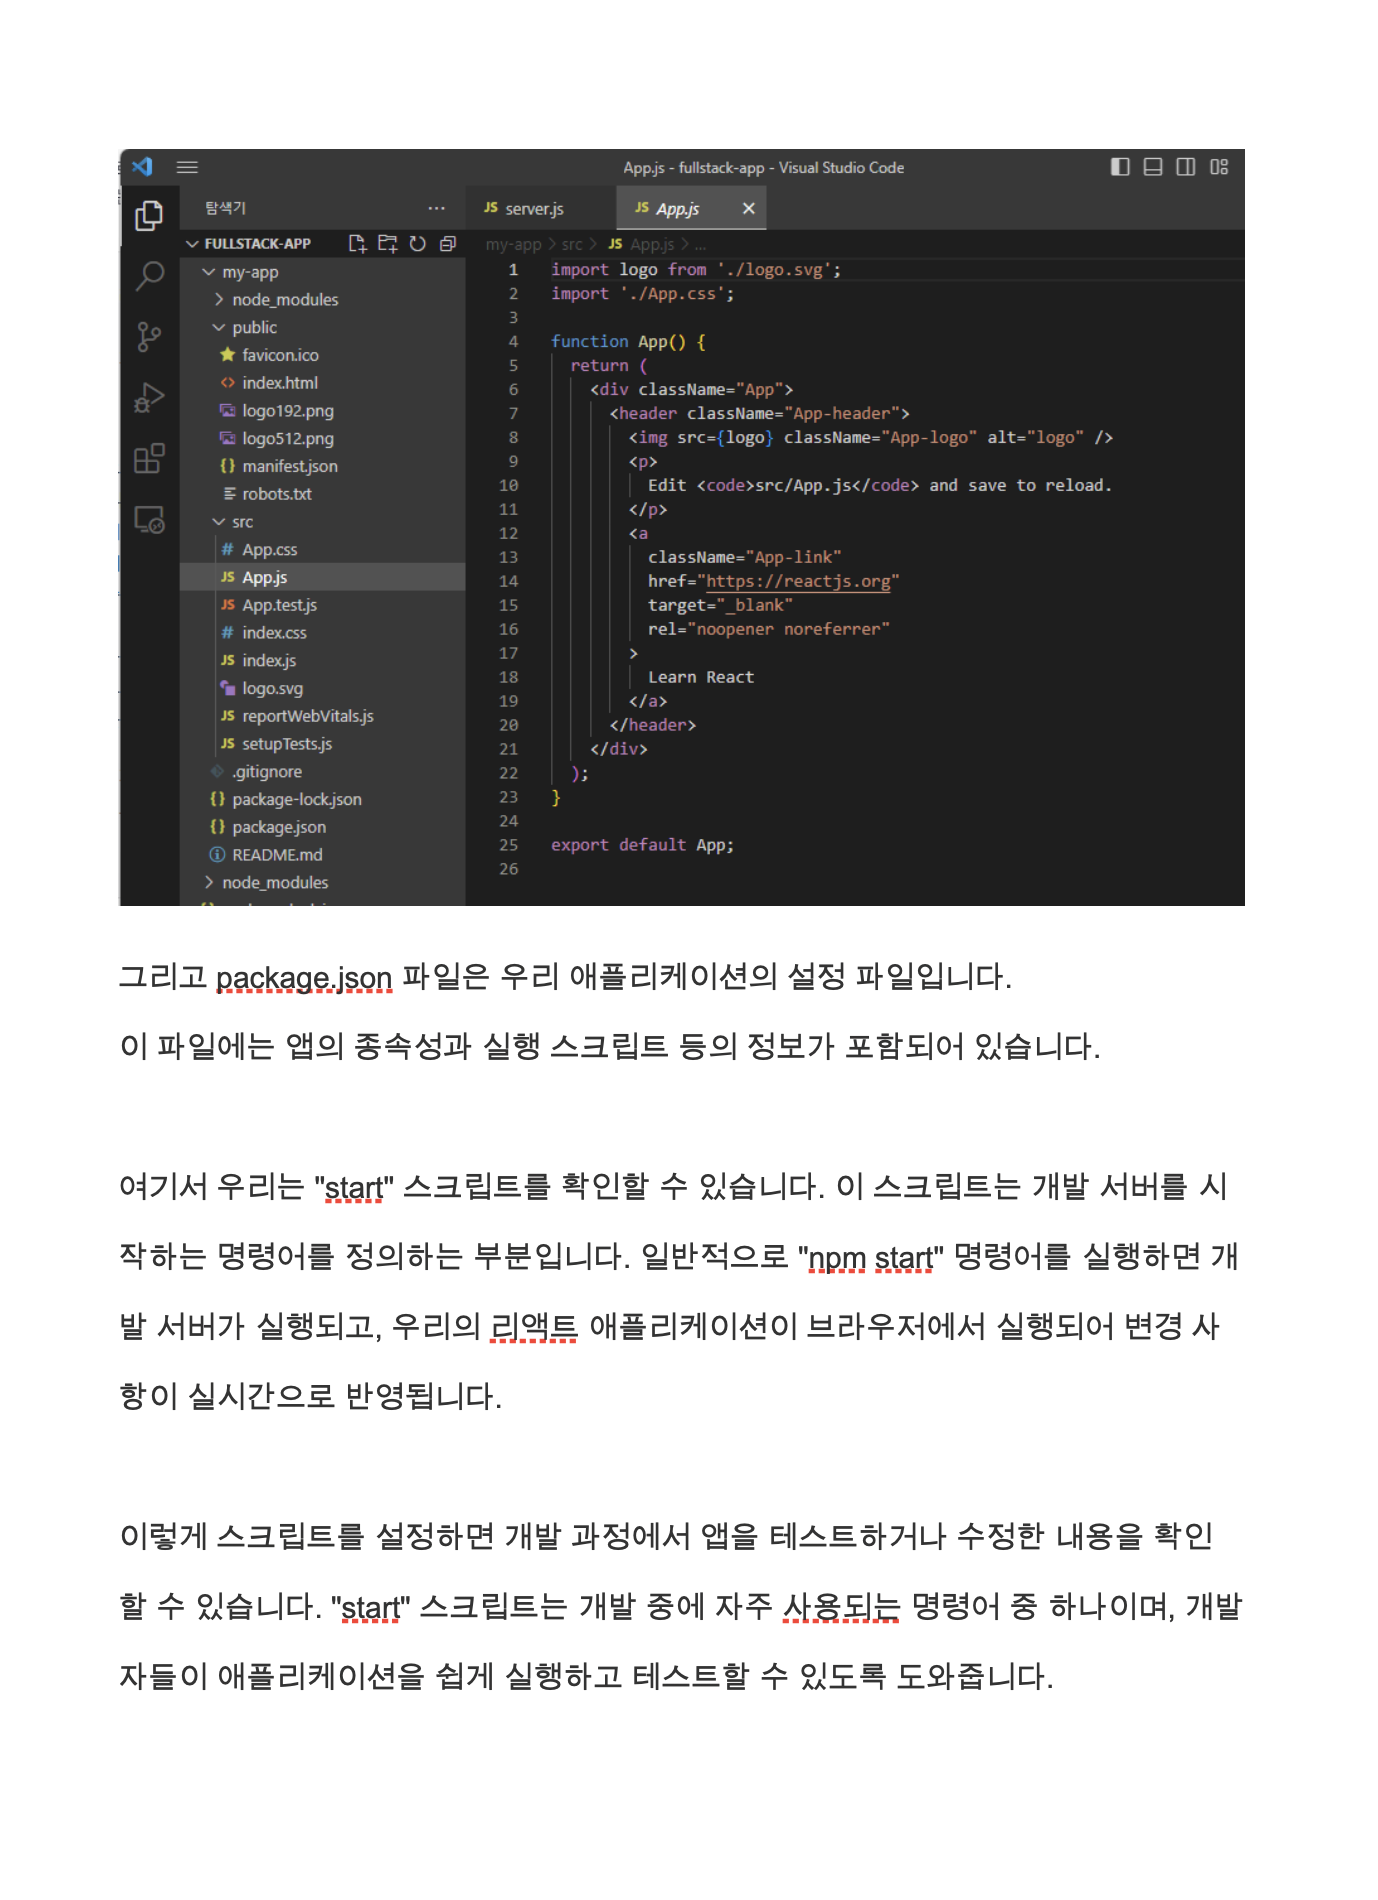 App.js - fullstack-app - Visual Studio Code
탐색기 ···
JS server.js
JS App.js
FULLSTACK-APP
my-app > src > JS App.js > ...
my-app
node_modules
public
favicon.ico
index.html
logo192.png
logo512.png
manifest.json
robots.txt
src
App.css
App.js
App.test.js
index.css
index.js
logo.svg
reportWebVitals.js
setupTests.js
.gitignore
package-lock.json
package.json
README.md
node_modules
1 import logo from './logo.svg';
2 import './App.css';
3
4 function App() {
5 return (
6 <div className="App">
7 <header className="App-header">
8 <img src={logo} className="App-logo" alt="logo" />
9 <p>
10 Edit <code>src/App.js</code> and save to reload.
11 </p>
12 <a
13 className="App-link"
14 href="https://reactjs.org"
15 target="_blank"
16 rel="noopener noreferrer"
17 >
18 Learn React
19 </a>
20 </header>
21 </div>
22 );
23 }
24
25 export default App;
26
그리고 package.json 파일은 우리 애플리케이션의 설정 파일입니다.
이 파일에는 앱의 종속성과 실행 스크립트 등의 정보가 포함되어 있습니다.
여기서 우리는 "start" 스크립트를 확인할 수 있습니다. 이 스크립트는 개발 서버를 시
작하는 명령어를 정의하는 부분입니다. 일반적으로 "npm start" 명령어를 실행하면 개
발 서버가 실행되고, 우리의 리액트 애플리케이션이 브라우저에서 실행되어 변경 사
항이 실시간으로 반영됩니다.
이렇게 스크립트를 설정하면 개발 과정에서 앱을 테스트하거나 수정한 내용을 확인
할 수 있습니다. "start" 스크립트는 개발 중에 자주 사용되는 명령어 중 하나이며, 개발
자들이 애플리케이션을 쉽게 실행하고 테스트할 수 있도록 도와줍니다.